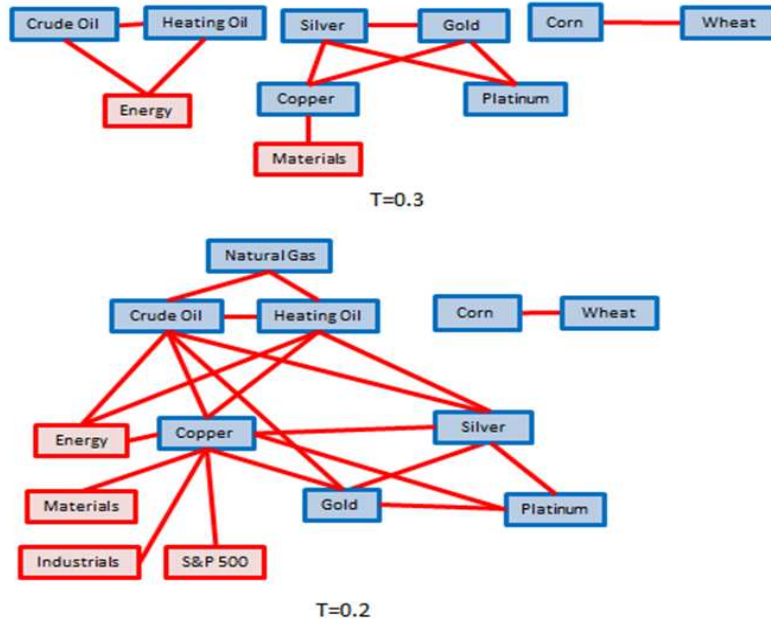 Crude Oil
Heating Oil
Silver
Gold
Corn
Wheat
Energy
Copper
Platinum
Materials
T=0.3
Natural Gas
Crude Oil
Heating Oil
Corn
Wheat
Energy
Copper
Silver
Materials
Gold
Platinum
Industrials
S&P 500
T=0.2